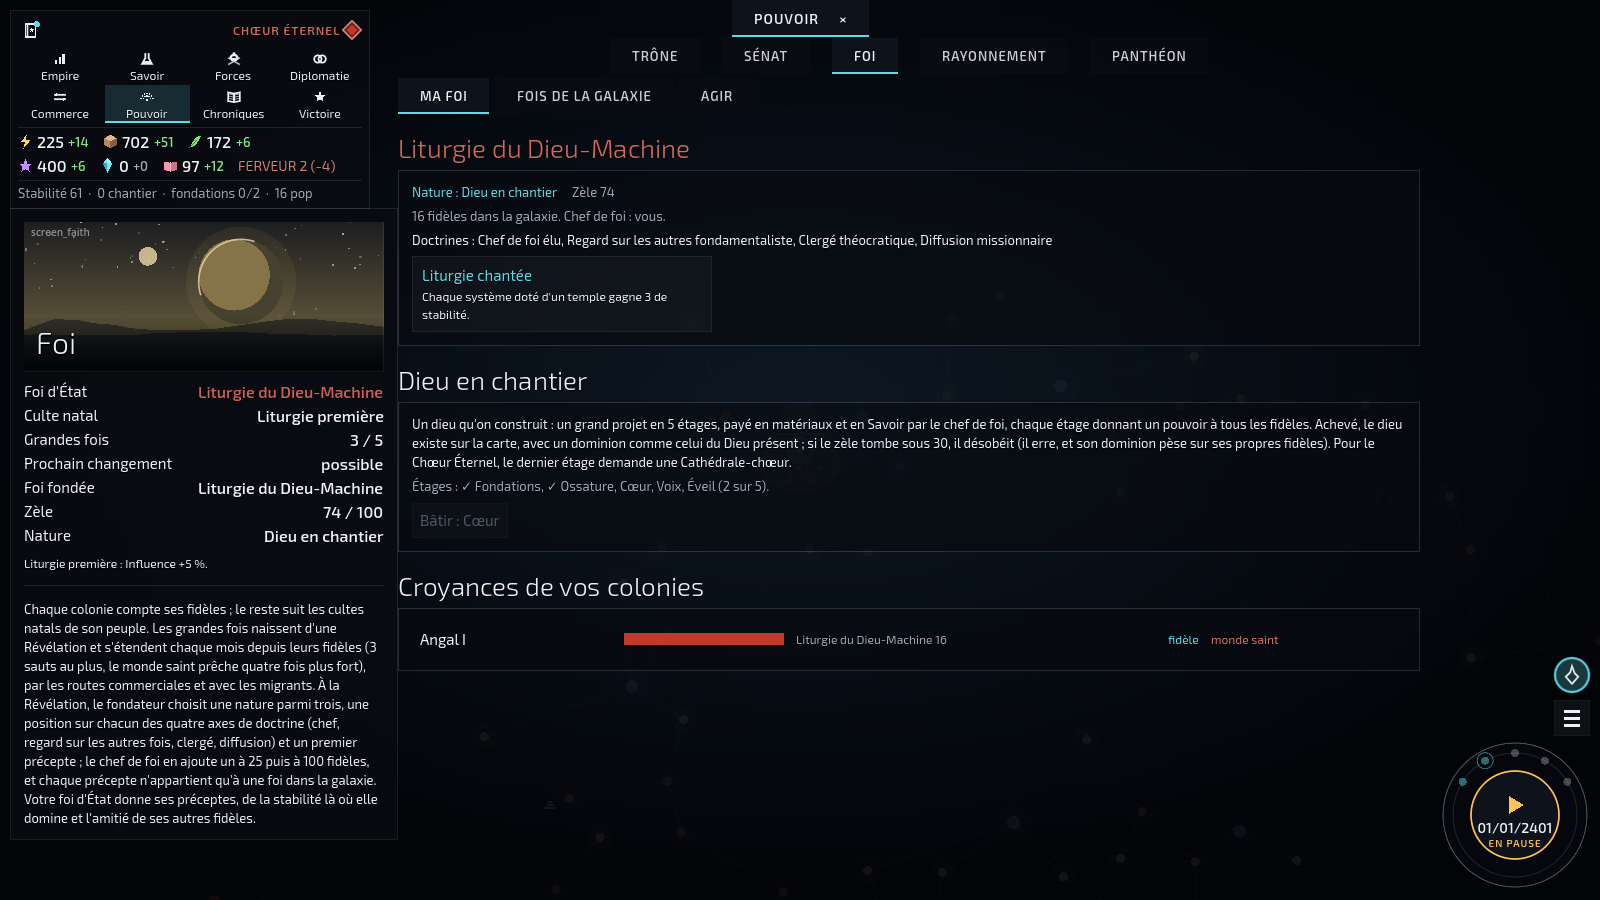 POUVOIR ×
CHŒUR ÉTERNEL
Empire Savoir Forces Diplomatie
Commerce Pouvoir Chroniques Victoire
225 +14 702 +51 172 +6
400 +6 0 +0 97 +12 FERVEUR 2 (-4)
Stabilité 61 · 0 chantier · fondations 0/2 · 16 pop
TRÔNE SÉNAT FOI RAYONNEMENT PANTHÉON
MA FOI FOIS DE LA GALAXIE AGIR
screen_faith
Foi
Foi d'État Liturgie du Dieu-Machine
Culte natal Liturgie première
Grandes fois 3 / 5
Prochain changement possible
Foi fondée Liturgie du Dieu-Machine
Zèle 74 / 100
Nature Dieu en chantier
Liturgie première : Influence +5 %.
Chaque colonie compte ses fidèles ; le reste suit les cultes
natals de son peuple. Les grandes fois naissent d'une
Révélation et s'étendent chaque mois depuis leurs fidèles (3
sauts au plus, le monde saint prêche quatre fois plus fort),
par les routes commerciales et avec les migrants. À la
Révélation, le fondateur choisit une nature parmi trois, une
position sur chacun des quatre axes de doctrine (chef,
regard sur les autres fois, clergé, diffusion) et un premier
précepte ; le chef de foi en ajoute un à 25 puis à 100 fidèles,
et chaque précepte n'appartient qu'à une foi dans la galaxie.
Votre foi d'État donne ses préceptes, de la stabilité là où elle
domine et l'amitié de ses autres fidèles.
Liturgie du Dieu-Machine
Nature : Dieu en chantier Zèle 74
16 fidèles dans la galaxie. Chef de foi : vous.
Doctrines : Chef de foi élu, Regard sur les autres fondamentaliste, Clergé théocratique, Diffusion missionnaire
Liturgie chantée
Chaque système doté d'un temple gagne 3 de
stabilité.
Dieu en chantier
Un dieu qu'on construit : un grand projet en 5 étages, payé en matériaux et en Savoir par le chef de foi, chaque étage donnant un pouvoir à tous les fidèles. Achevé, le dieu
existe sur la carte, avec un dominion comme celui du Dieu présent ; si le zèle tombe sous 30, il désobéit (il erre, et son dominion pèse sur ses propres fidèles). Pour le
Chœur Éternel, le dernier étage demande une Cathédrale-chœur.
Étages : ✓ Fondations, ✓ Ossature, Cœur, Voix, Éveil (2 sur 5).
Bâtir : Cœur
Croyances de vos colonies
Angal I Liturgie du Dieu-Machine 16 fidèle monde saint
01/01/2401
EN PAUSE